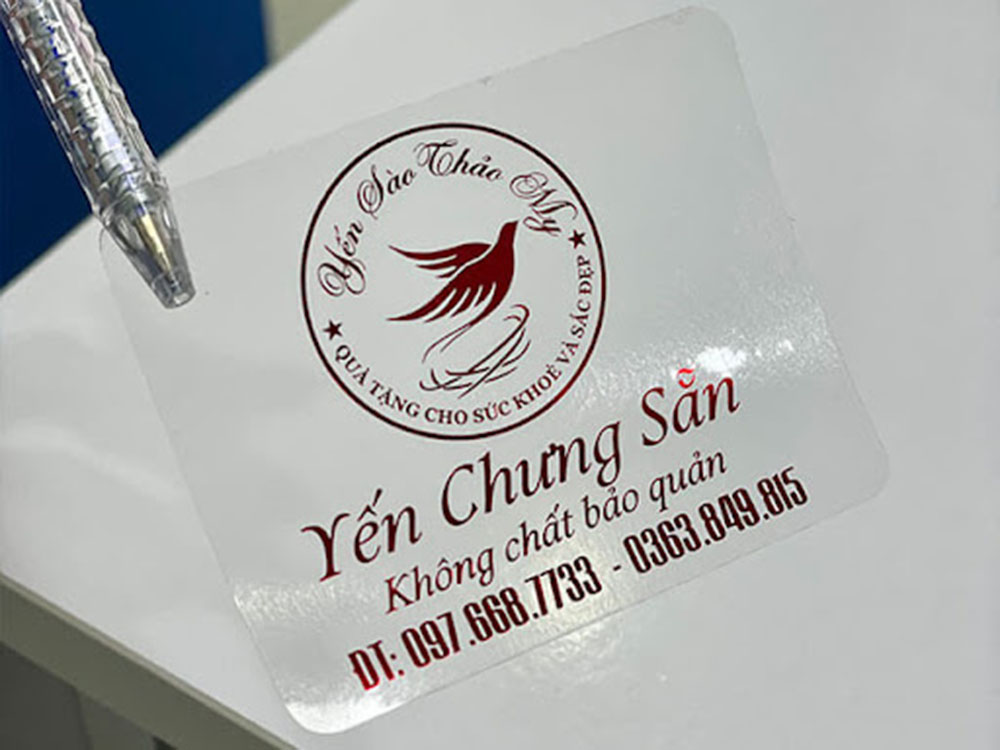 Yến Sào Thảo My
★ QUÀ TẶNG CHO SỨC KHOẺ VÀ SẮC ĐẸP ★
Yến Chưng Sẵn
Không chất bảo quản
ĐT: 097.668.7733 - 0363.849.815